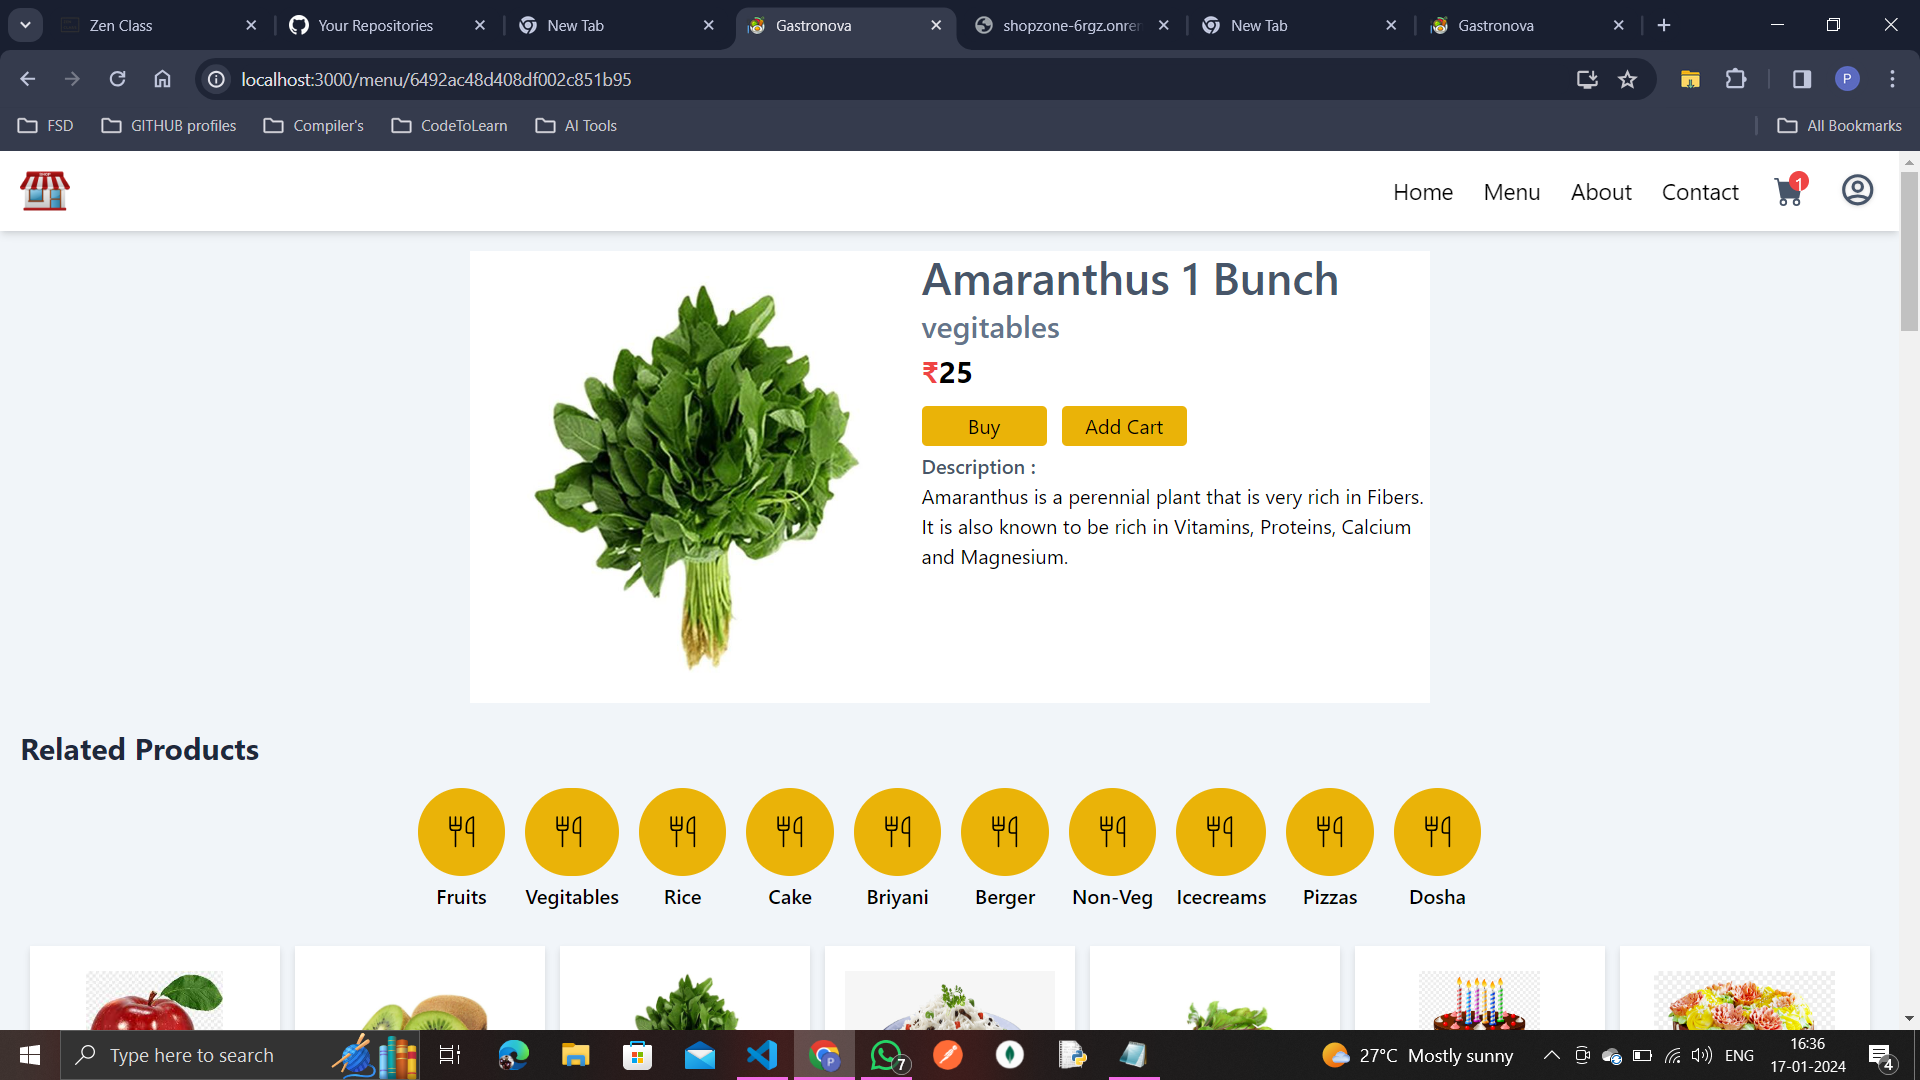 Zen Class
Your Repositories
New Tab
Gastronova
shopzone-6rgz.onre
New Tab
Gastronova
localhost:3000/menu/6492ac48d408df002c851b95
P
FSD
GITHUB profiles
Compiler's
CodeToLearn
AI Tools
All Bookmarks
SHOP
Home
Menu
About
Contact
1
Amaranthus 1 Bunch
vegitables
₹25
Buy
Add Cart
Description :
Amaranthus is a perennial plant that is very rich in Fibers.
It is also known to be rich in Vitamins, Proteins, Calcium
and Magnesium.
Related Products
Fruits
Vegitables
Rice
Cake
Briyani
Berger
Non-Veg
Icecreams
Pizzas
Dosha
Type here to search
P
7
27°C Mostly sunny
ENG
16:36
17-01-2024
4